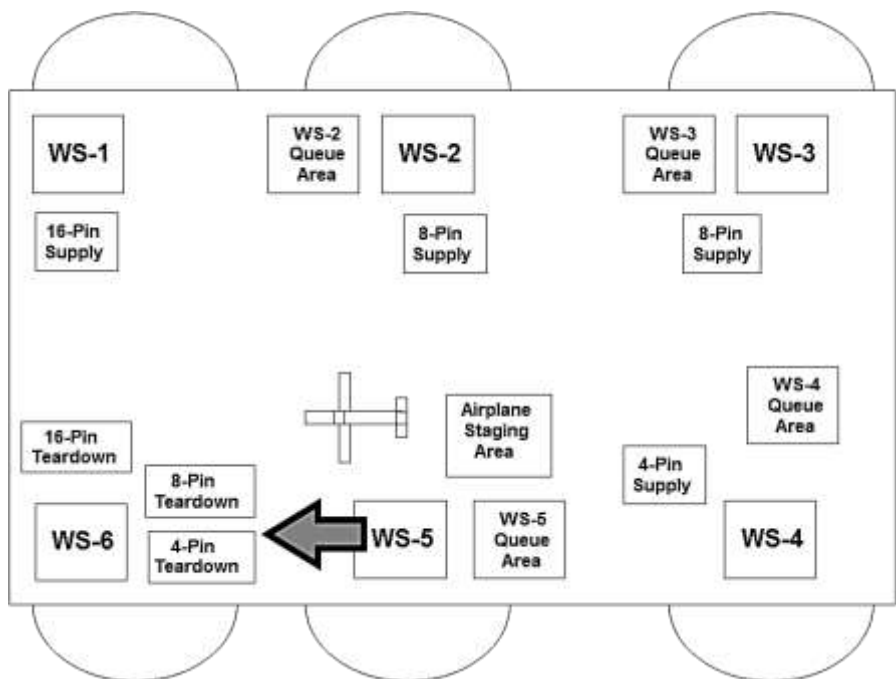 WS-1
WS-2
Queue
Area
WS-2
WS-3
Queue
Area
WS-3
16-Pin
Supply
8-Pin
Supply
8-Pin
Supply
WS-4
Queue
Area
Airplane
Staging
Area
16-Pin
Teardown
4-Pin
Supply
8-Pin
Teardown
WS-6
4-Pin
Teardown
WS-5
WS-5
Queue
Area
WS-4